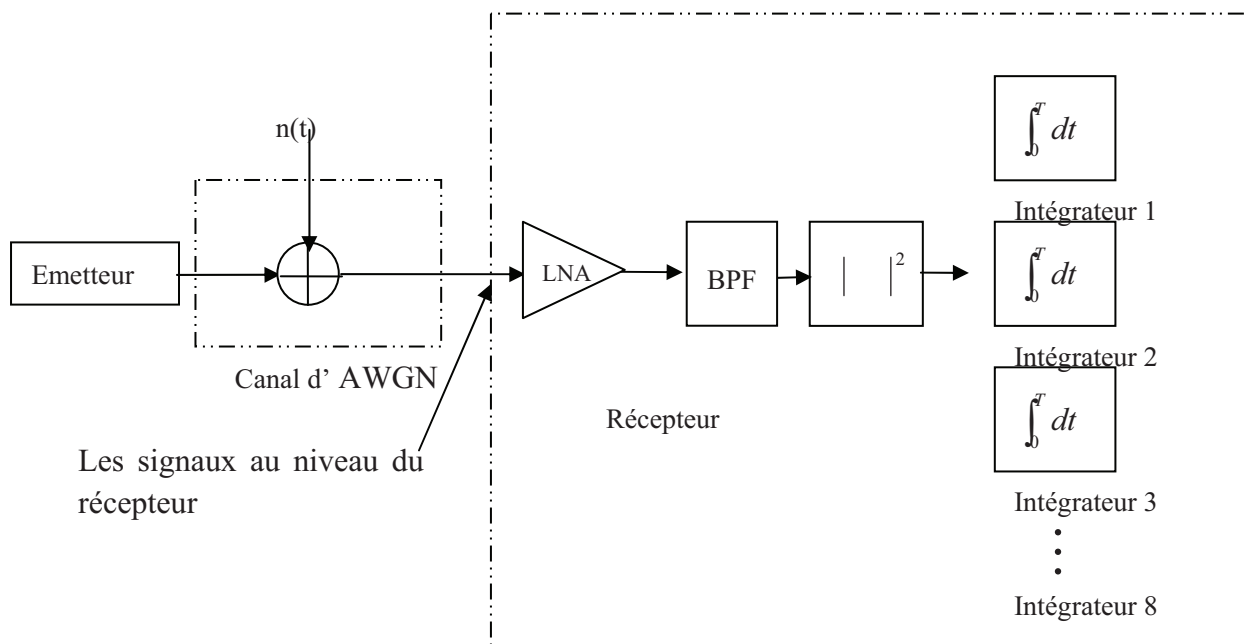 n(t)
Emetteur
Canal d’ AWGN
Les signaux au niveau du
récepteur
LNA
BPF
| |²
Récepteur
∫₀ᵀ dt
Intégrateur 1
∫₀ᵀ dt
Intégrateur 2
∫₀ᵀ dt
Intégrateur 3
Intégrateur 8